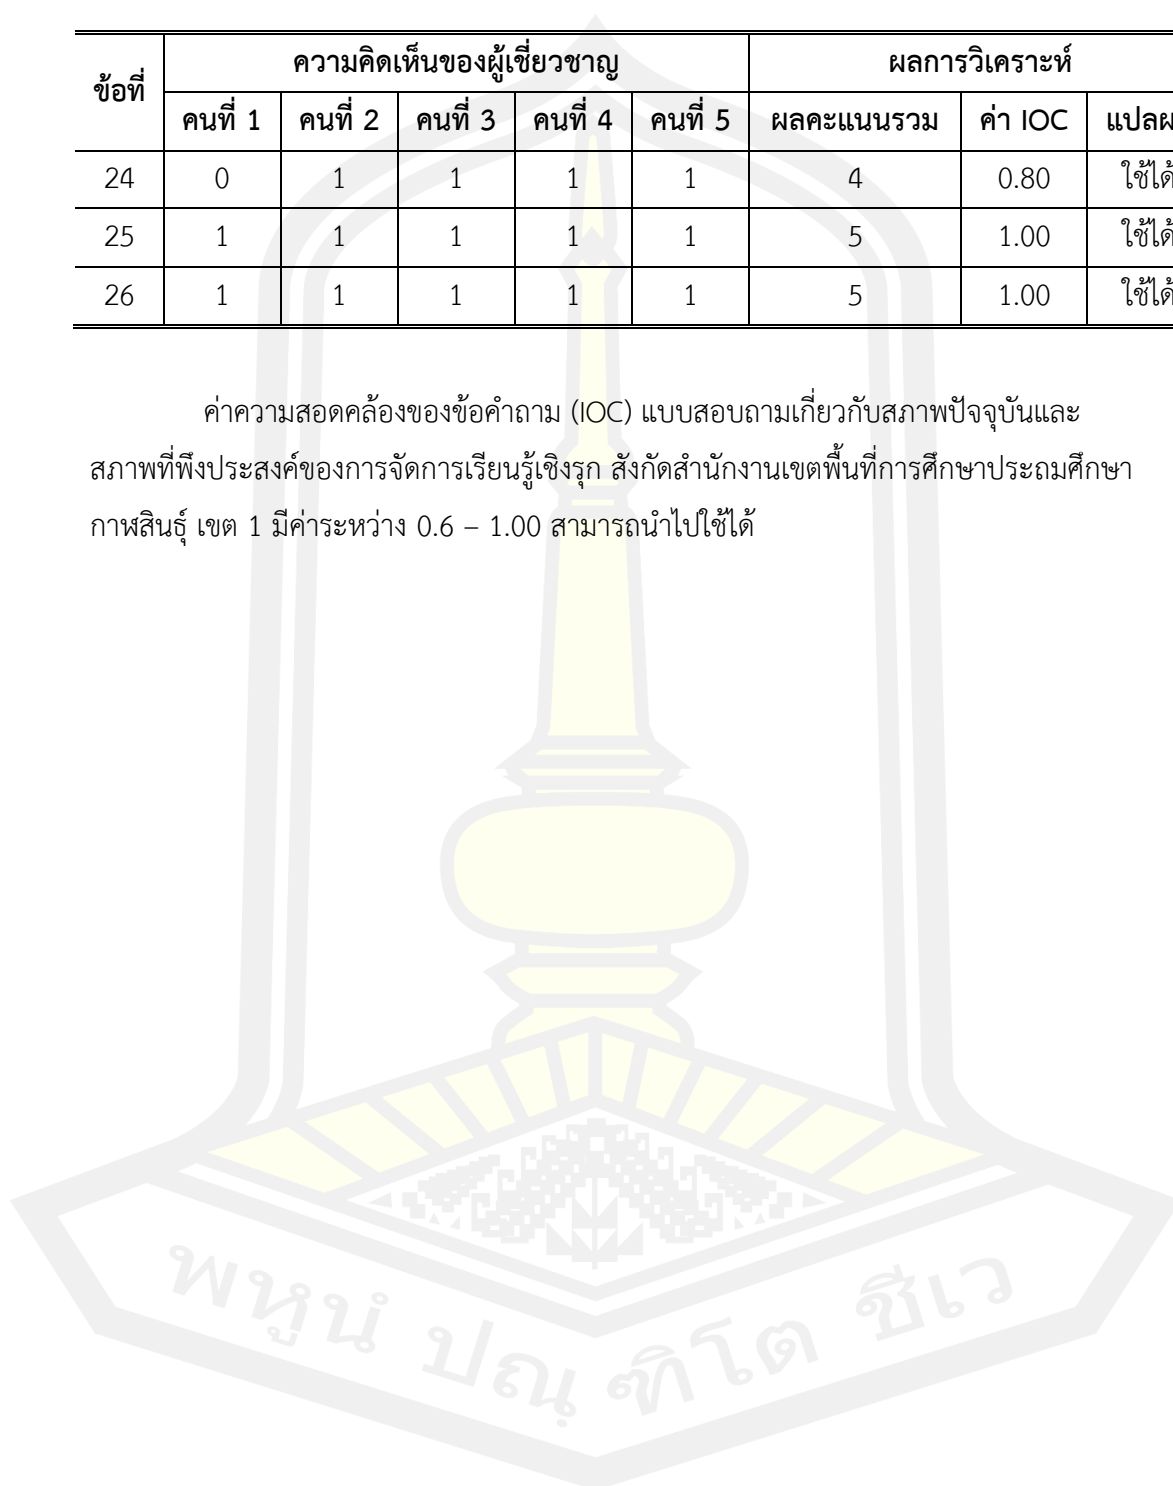 ข้อที่ ความคิดเห็นของผู้เชี่ยวชาญ ผลการวิเคราะห์
คนที่ 1 คนที่ 2 คนที่ 3 คนที่ 4 คนที่ 5 ผลคะแนนรวม ค่า IOC แปลผ
24 0 1 1 1 1 4 0.80 ใช้ได้
25 1 1 1 1 1 5 1.00 ใช้ได้
26 1 1 1 1 1 5 1.00 ใช้ได้
ค่าความสอดคล้องของข้อคำถาม (IOC) แบบสอบถามเกี่ยวกับสภาพปัจจุบันและ
สภาพที่พึงประสงค์ของการจัดการเรียนรู้เชิงรุก สังกัดสำนักงานเขตพื้นที่การศึกษาประถมศึกษา
กาฬสินธุ์ เขต 1 มีค่าระหว่าง 0.6 – 1.00 สามารถนำไปใช้ได้
พหูนํ ปณฺ ฑิโต ชีเว